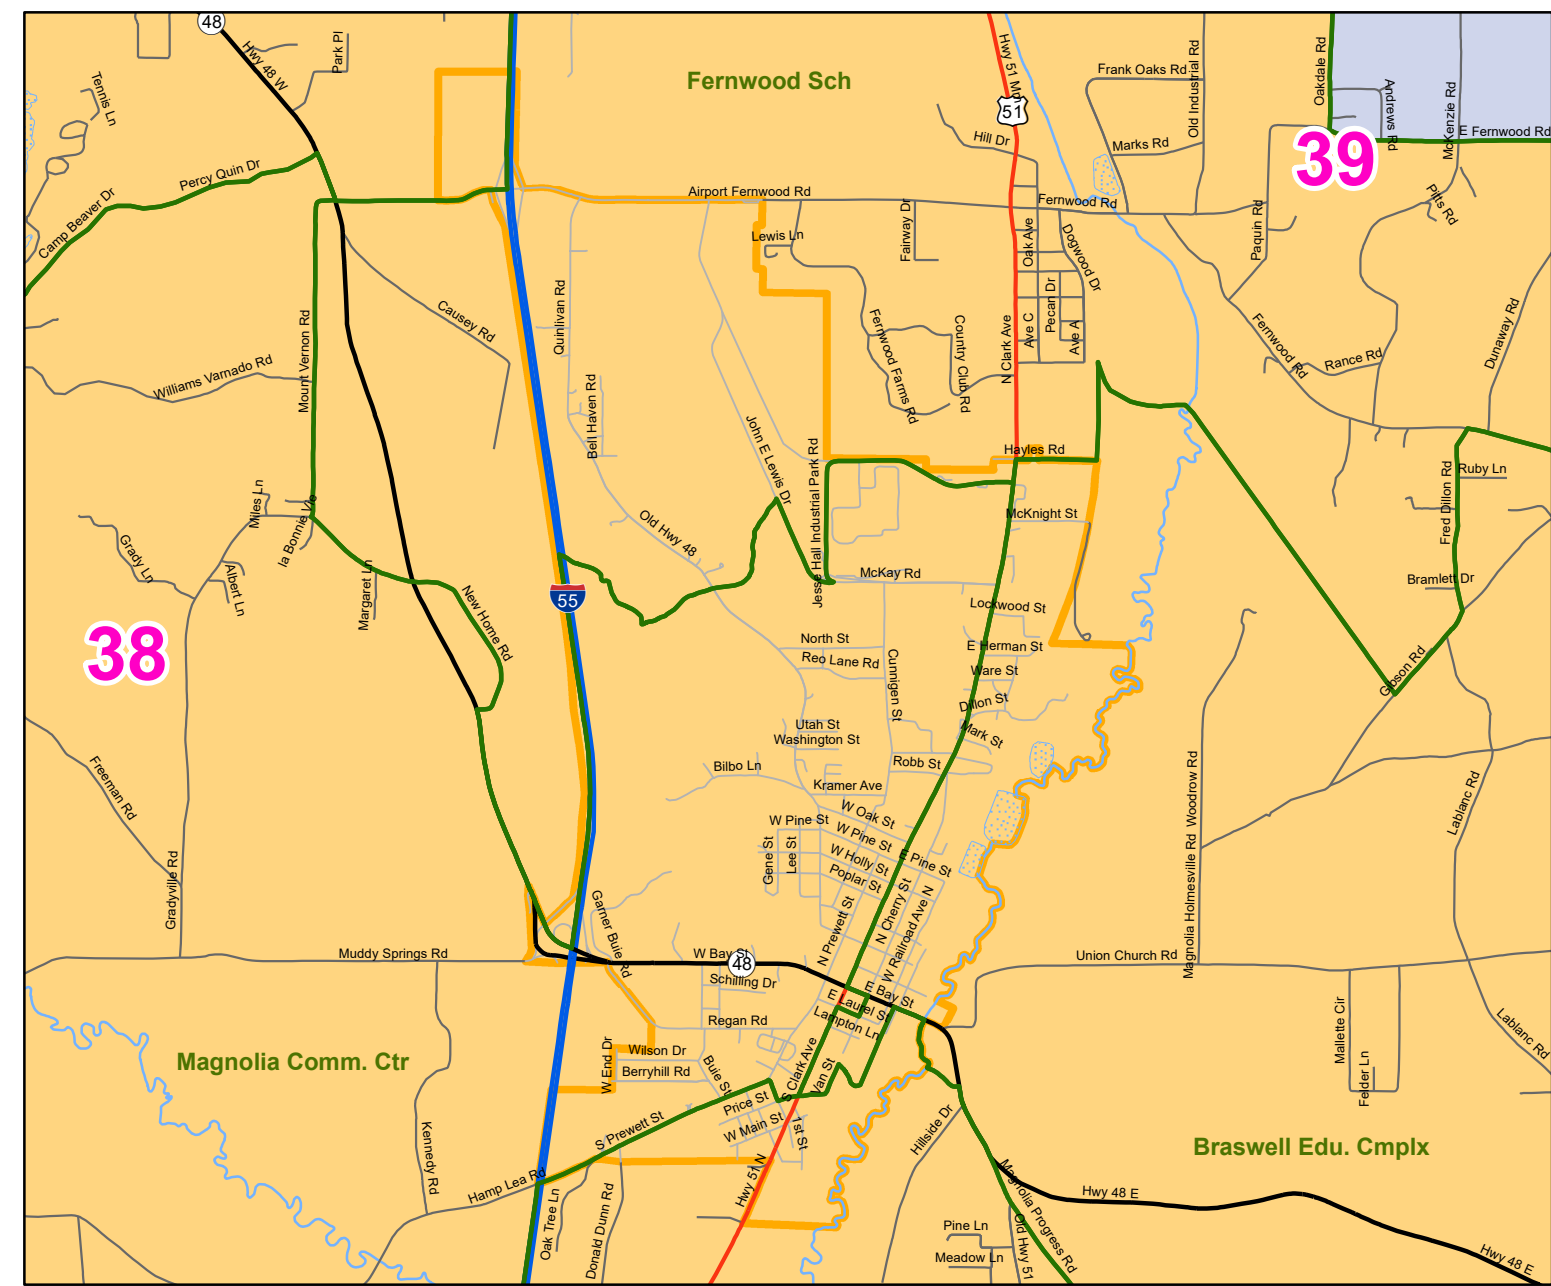 48
Hwy 48 W
Park Pl
Tennis Ln
Fernwood Sch
Hwy 51
51
Frank Oaks Rd
Old Industrial Rd
Oakdale Rd
Andrews Rd
McKenzie Rd
E Fernwood Rd
39
Hill Dr
Marks Rd
Percy Quin Dr
Camp Beaver Dr
Airport Fernwood Rd
Fernwood Rd
Pitts Rd
Lewis Ln
Fairway Dr
Oak Ave
Dogwood Dr
Paquin Rd
Quinlivan Rd
Causey Rd
Mount Vernon Rd
Williams Varnado Rd
Fernwood Farms Rd
Country Club Rd
N Clark Ave
Ave C
Pecan Dr
Ave A
Fernwood Rd
Rance Rd
Dunaway Rd
Bell Haven Rd
John E Lewis Dr
Jesse Hall Industrial Park Rd
Hayles Rd
Fred Dillon Rd
Ruby Ln
Miles Ln
la Bonnie Vie
Old Hwy 48
McKnight St
Grady Ln
Albert Ln
Margaret Ln
New Home Rd
55
McKay Rd
Lockwood St
Bramlett Dr
38
North St
Reo Lane Rd
Cunnigen St
E Herman St
Ware St
Dillon St
Gibson Rd
Utah St
Washington St
Mark St
Bilbo Ln
Robb St
Kramer Ave
Freeman Rd
Woodrow Rd
Lablanc Rd
W Oak St
W Pine St
W Pine St
E Pine St
W Holly St
Poplar St
Gene St
Lee St
Gradyville Rd
Garner Buie Rd
N Prewett St
N Cherry St
W Railroad Ave N
Magnolia Holmesville Rd
Muddy Springs Rd
W Bay St
48
Union Church Rd
Schilling Dr
E Bay St
E Laurel St
Lampton Ln
Regan Rd
Mallette Cir
Felder Ln
Lablanc Rd
Magnolia Comm. Ctr
W End Dr
Wilson Dr
Berryhill Rd
Buie St
S Clark Ave
Van St
Price St
W Main St
1st St
S Prewett St
Hillside Dr
Braswell Edu. Cmplx
Kennedy Rd
Hamp Lea Rd
Oak Tree Ln
Donald Dunn Rd
Hwy 51 N
Magnolia Progress Rd
Old Hwy 51
Hwy 48 E
Pine Ln
Meadow Ln
Hwy 48 E